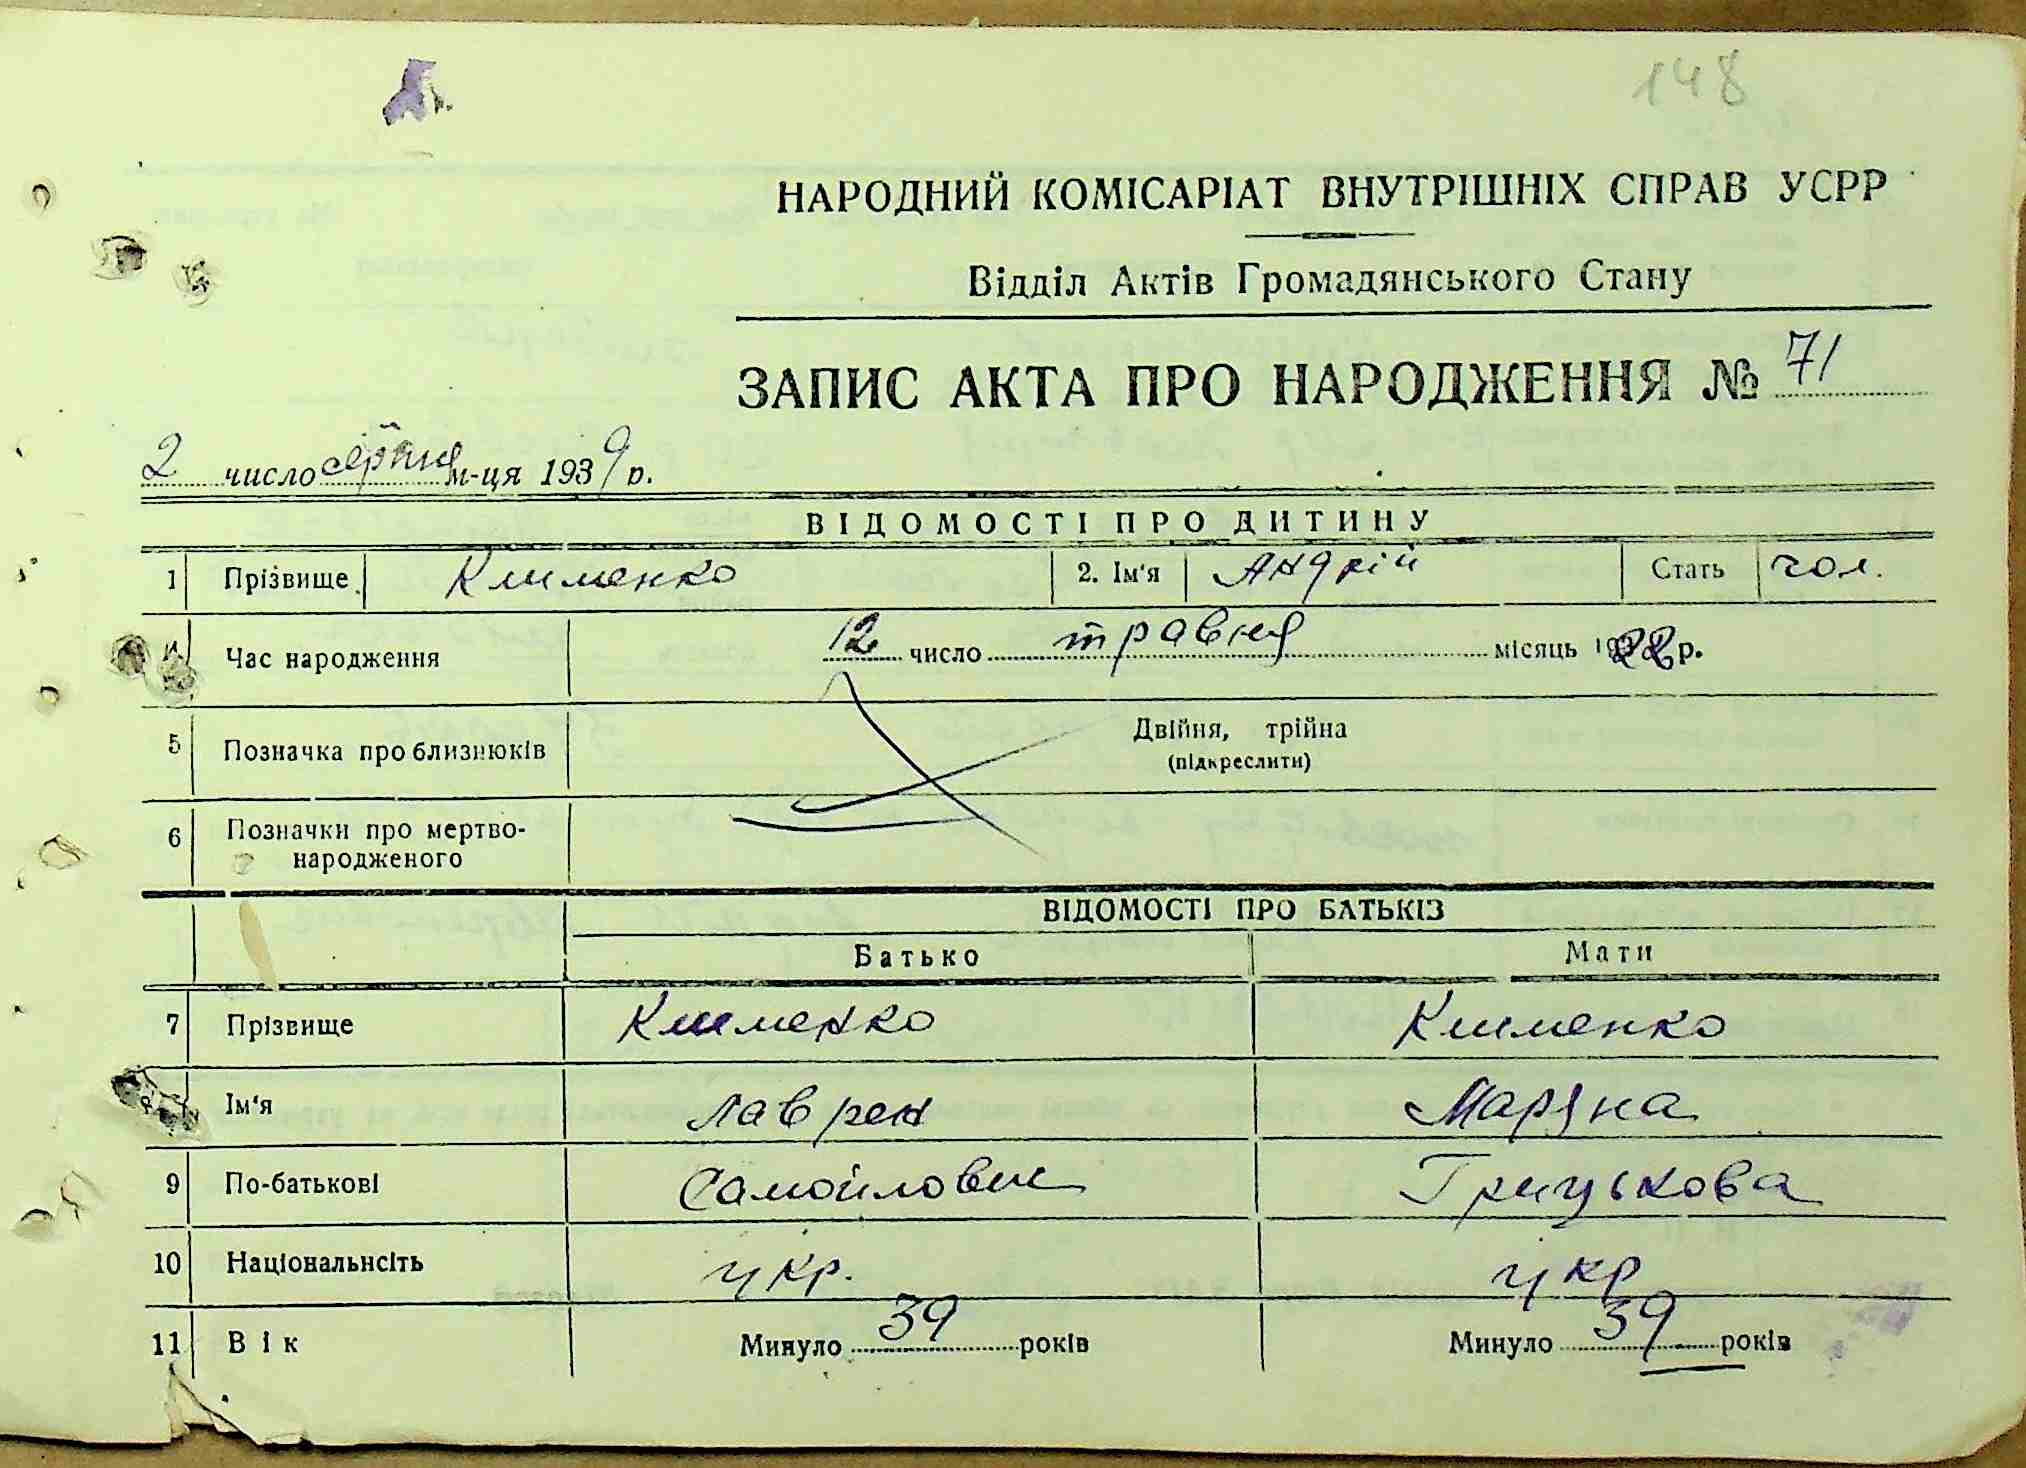 148
НАРОДНИЙ КОМІСАРІАТ ВНУТРІШНІХ СПРАВ УСРР
Відділ Актів Громадянського Стану
ЗАПИС АКТА ПРО НАРОДЖЕННЯ № 71
2 число серпня м-ця 1939 р.
ВІДОМОСТІ ПРО ДИТИНУ
1 Прізвище Клименко 2. Ім'я Андрій Стать чол.
4 Час народження 12 число травня місяць 1922 р.
5 Позначка про близнюків Двійня, трійна
(підкреслити)
6 Позначки про мертво-
народженого
ВІДОМОСТІ ПРО БАТЬКІВ
Батько Мати
7 Прізвище Клименко Клименко
Ім'я Лаврен Маряна
9 По-батькові Самойлович Грицькова
10 Національнсіть укр. укр
11 Вік Минуло 39 років Минуло 39 років